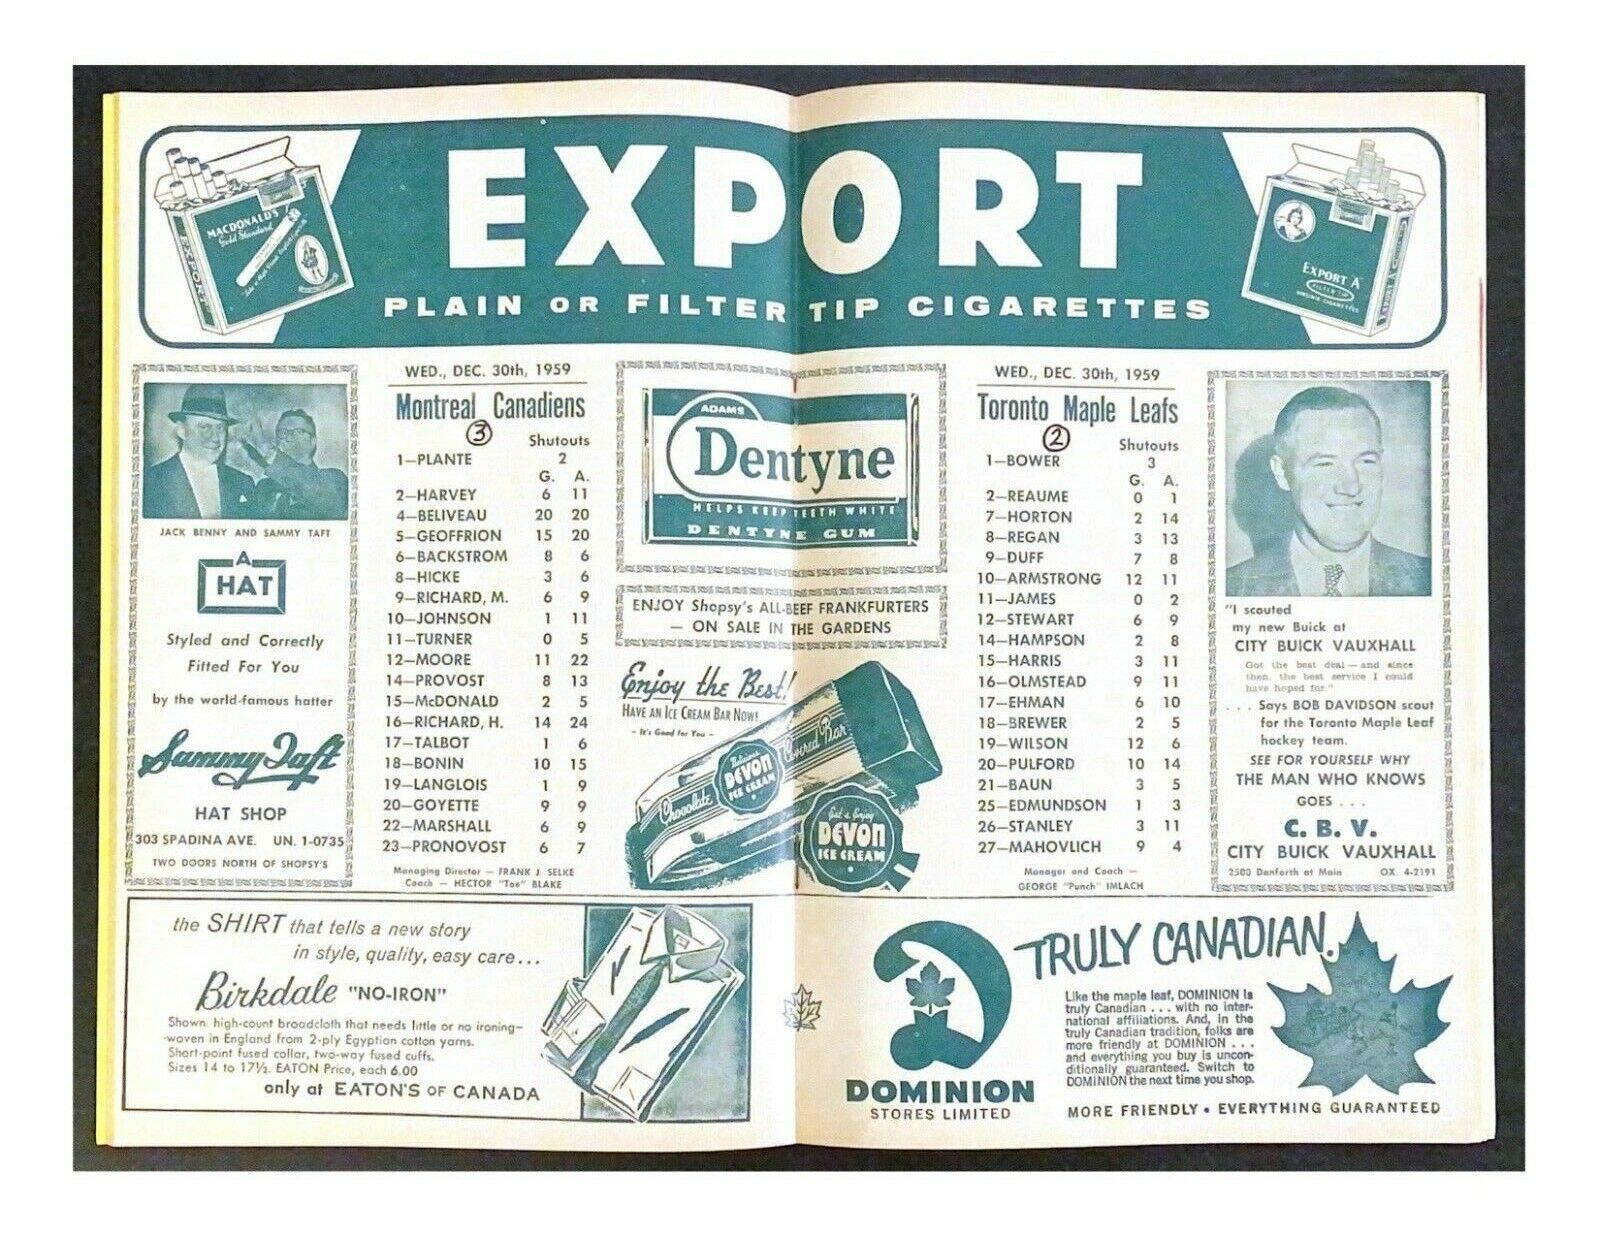 EXPORT
PLAIN OR FILTER TIP CIGARETTES
MACDONALD'S
Gold Standard
EXPORT
EXPORT "A"
FILTER TIP
VIRGINIA CIGARETTES
EXPORT A
JACK BENNY AND SAMMY TAFT
A
HAT
Styled and Correctly
Fitted For You
by the world-famous hatter
Sammy Taft
HAT SHOP
303 SPADINA AVE. UN. 1-0735
TWO DOORS NORTH OF SHOPSY'S
WED., DEC. 30th, 1959
Montreal Canadiens
3
Shutouts
1—PLANTE 2
G. A.
2—HARVEY 6 11
4—BELIVEAU 20 20
5—GEOFFRION 15 20
6—BACKSTROM 8 6
8—HICKE 3 6
9—RICHARD, M. 6 9
10—JOHNSON 1 11
11—TURNER 0 5
12—MOORE 11 22
14—PROVOST 8 13
15—McDONALD 2 5
16—RICHARD, H. 14 24
17—TALBOT 1 6
18—BONIN 10 15
19—LANGLOIS 1 9
20—GOYETTE 9 9
22—MARSHALL 6 9
23—PRONOVOST 6 7
Managing Director — FRANK J. SELKE
Coach — HECTOR "Toe" BLAKE
ADAMS
Dentyne
HELPS KEEP TEETH WHITE
DENTYNE GUM
ENJOY Shopsy's ALL-BEEF FRANKFURTERS
— ON SALE IN THE GARDENS
Enjoy the Best!
HAVE AN ICE CREAM BAR NOW!
- It's Good for You -
Delicious
DEVON
ICE CREAM
Chocolate Covered Bar
Just a Enjoy
DEVON
ICE CREAM
WED., DEC. 30th, 1959
Toronto Maple Leafs
2
Shutouts
1—BOWER 3
G. A.
2—REAUME 0 1
7—HORTON 2 14
8—REGAN 3 13
9—DUFF 7 8
10—ARMSTRONG 12 11
11—JAMES 0 2
12—STEWART 6 9
14—HAMPSON 2 8
15—HARRIS 3 11
16—OLMSTEAD 9 11
17—EHMAN 6 10
18—BREWER 2 5
19—WILSON 12 6
20—PULFORD 10 14
21—BAUN 3 5
25—EDMUNDSON 1 3
26—STANLEY 3 11
27—MAHOVLICH 9 4
Manager and Coach —
GEORGE "Punch" IMLACH
"I scouted
my new Buick at
CITY BUICK VAUXHALL
Got the best deal — and since
then, the best service I could
have hoped for."
. . . Says BOB DAVIDSON scout
for the Toronto Maple Leaf
hockey team.
SEE FOR YOURSELF WHY
THE MAN WHO KNOWS
GOES . . .
C. B. V.
CITY BUICK VAUXHALL
2500 Danforth at Main OX. 4-2191
the SHIRT that tells a new story
in style, quality, easy care...
Birkdale "NO-IRON"
Shown: high-count broadcloth that needs little or no ironing—
-woven in England from 2-ply Egyptian cotton yarns.
Short-point fused collar, two-way fused cuffs.
Sizes 14 to 17½. EATON Price, each 6.00
only at EATON'S OF CANADA
DOMINION
STORES LIMITED
TRULY CANADIAN.
Like the maple leaf, DOMINION is
truly Canadian . . . with no inter-
national affiliations. And, in the
truly Canadian tradition, folks are
more friendly at DOMINION . . .
and everything you buy is uncon-
ditionally guaranteed. Switch to
DOMINION the next time you shop.
MORE FRIENDLY • EVERYTHING GUARANTEED